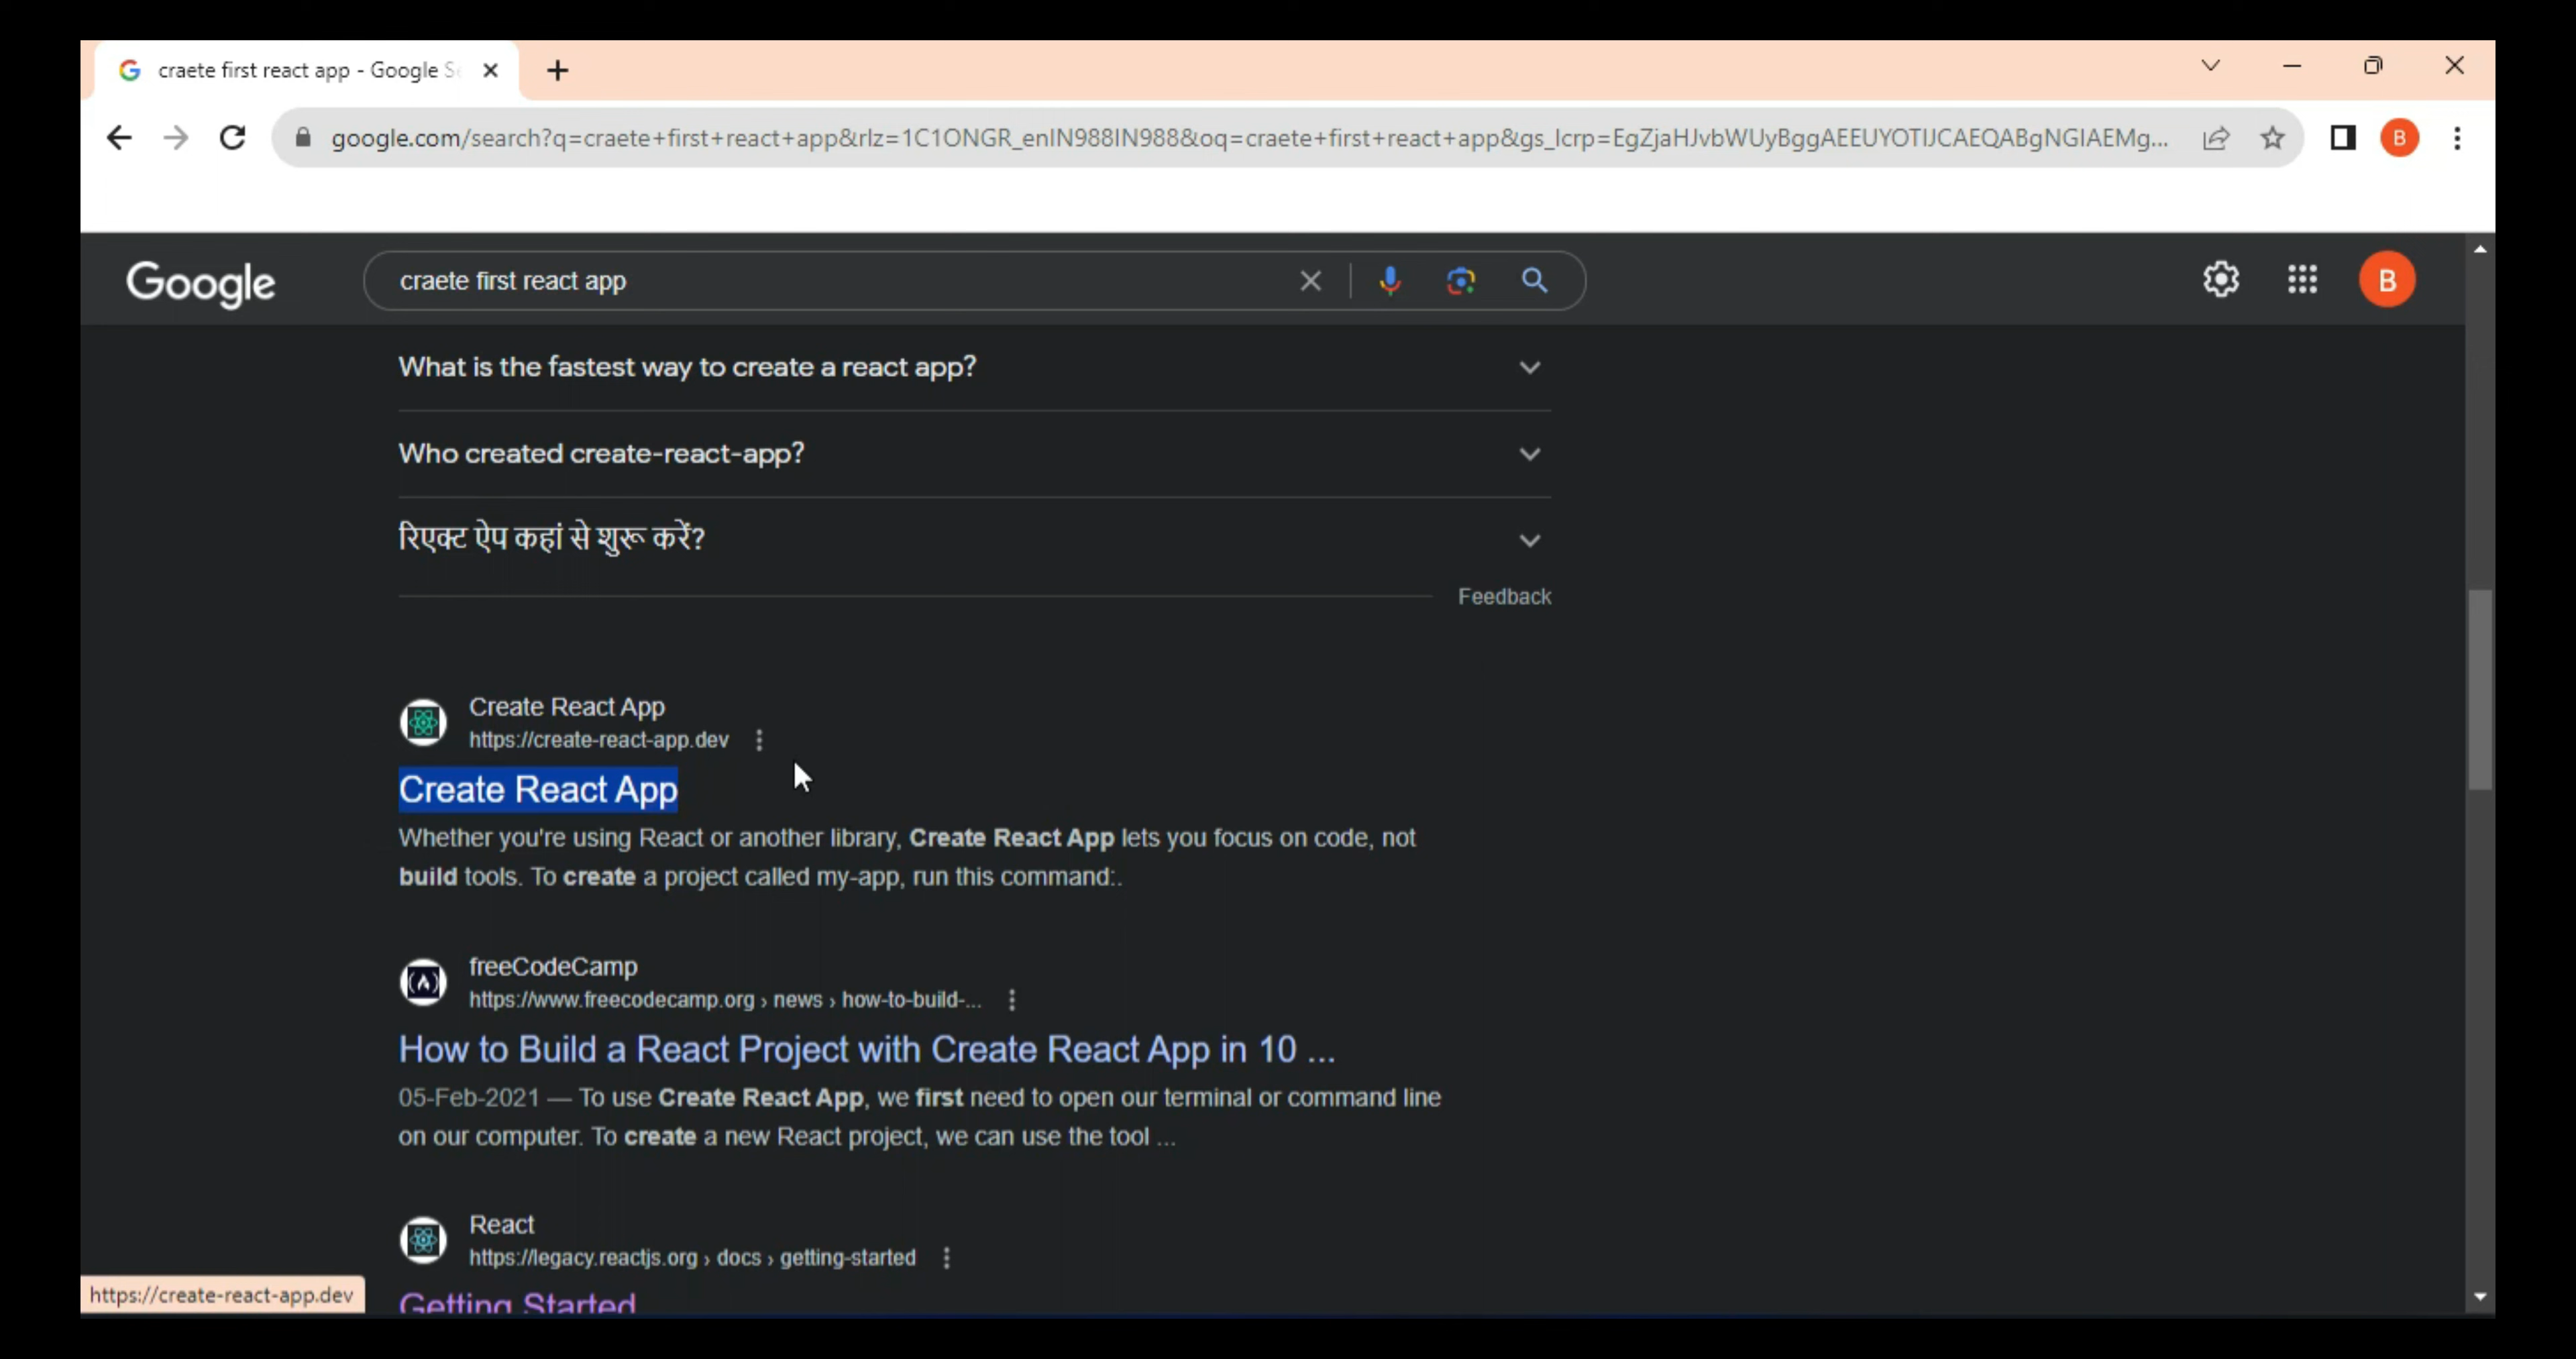 craete first react app - Google S
google.com/search?q=craete+first+react+app&rlz=1C1ONGR_enIN988IN988&oq=craete+first+react+app&gs_lcrp=EgZjaHJvbWUyBggAEEUYOTIJCAEQABgNGIAEMg...
B
Google
craete first react app
B
What is the fastest way to create a react app?
Who created create-react-app?
रिएक्ट ऐप कहां से शुरू करें?
Feedback
Create React App
https://create-react-app.dev
Create React App
Whether you're using React or another library, Create React App lets you focus on code, not
build tools. To create a project called my-app, run this command:.
freeCodeCamp
https://www.freecodecamp.org › news › how-to-build-...
How to Build a React Project with Create React App in 10 ...
05-Feb-2021 — To use Create React App, we first need to open our terminal or command line
on our computer. To create a new React project, we can use the tool ...
React
https://legacy.reactjs.org › docs › getting-started
Getting Started
https://create-react-app.dev